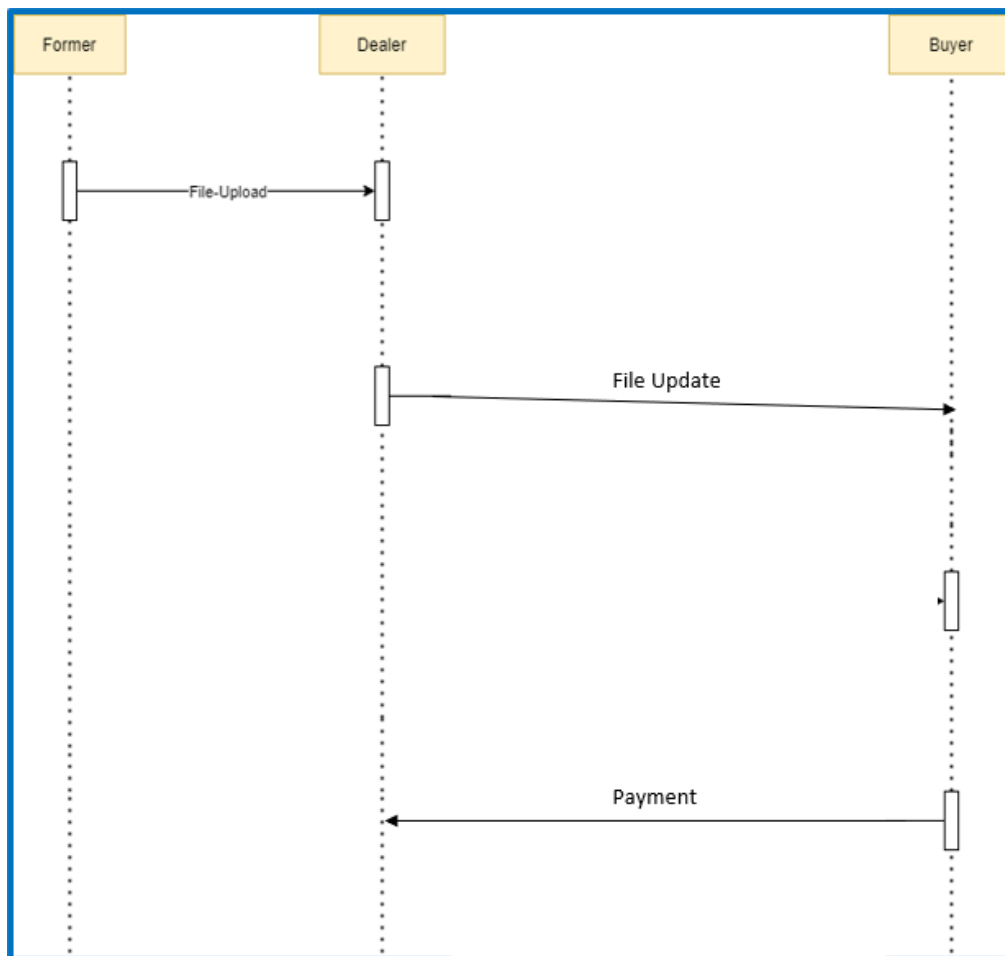 Former
Dealer
Buyer
File-Upload
File Update
Payment